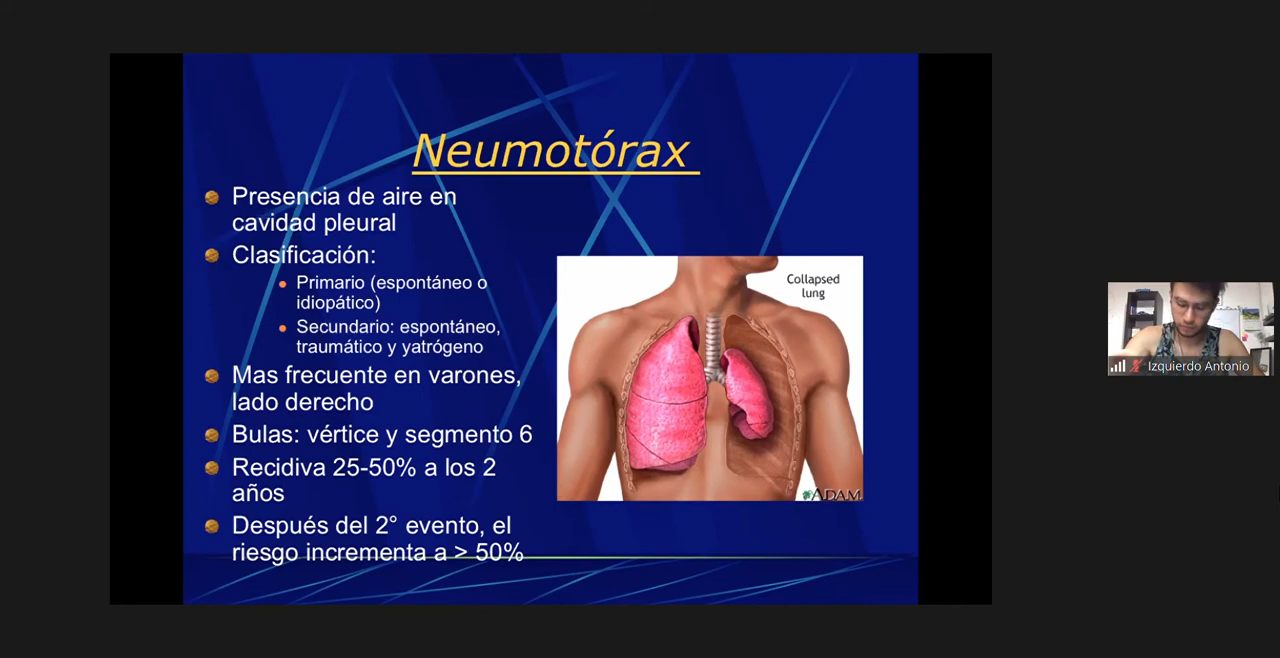 Neumotórax
Presencia de aire en
cavidad pleural
Clasificación:
Primario (espontáneo o
idiopático)
Secundario: espontáneo,
traumático y yatrógeno
Mas frecuente en varones,
lado derecho
Bulas: vértice y segmento 6
Recidiva 25-50% a los 2
años
Después del 2° evento, el
riesgo incrementa a > 50%
Collapsed
lung
ADAM
Izquierdo Antonio